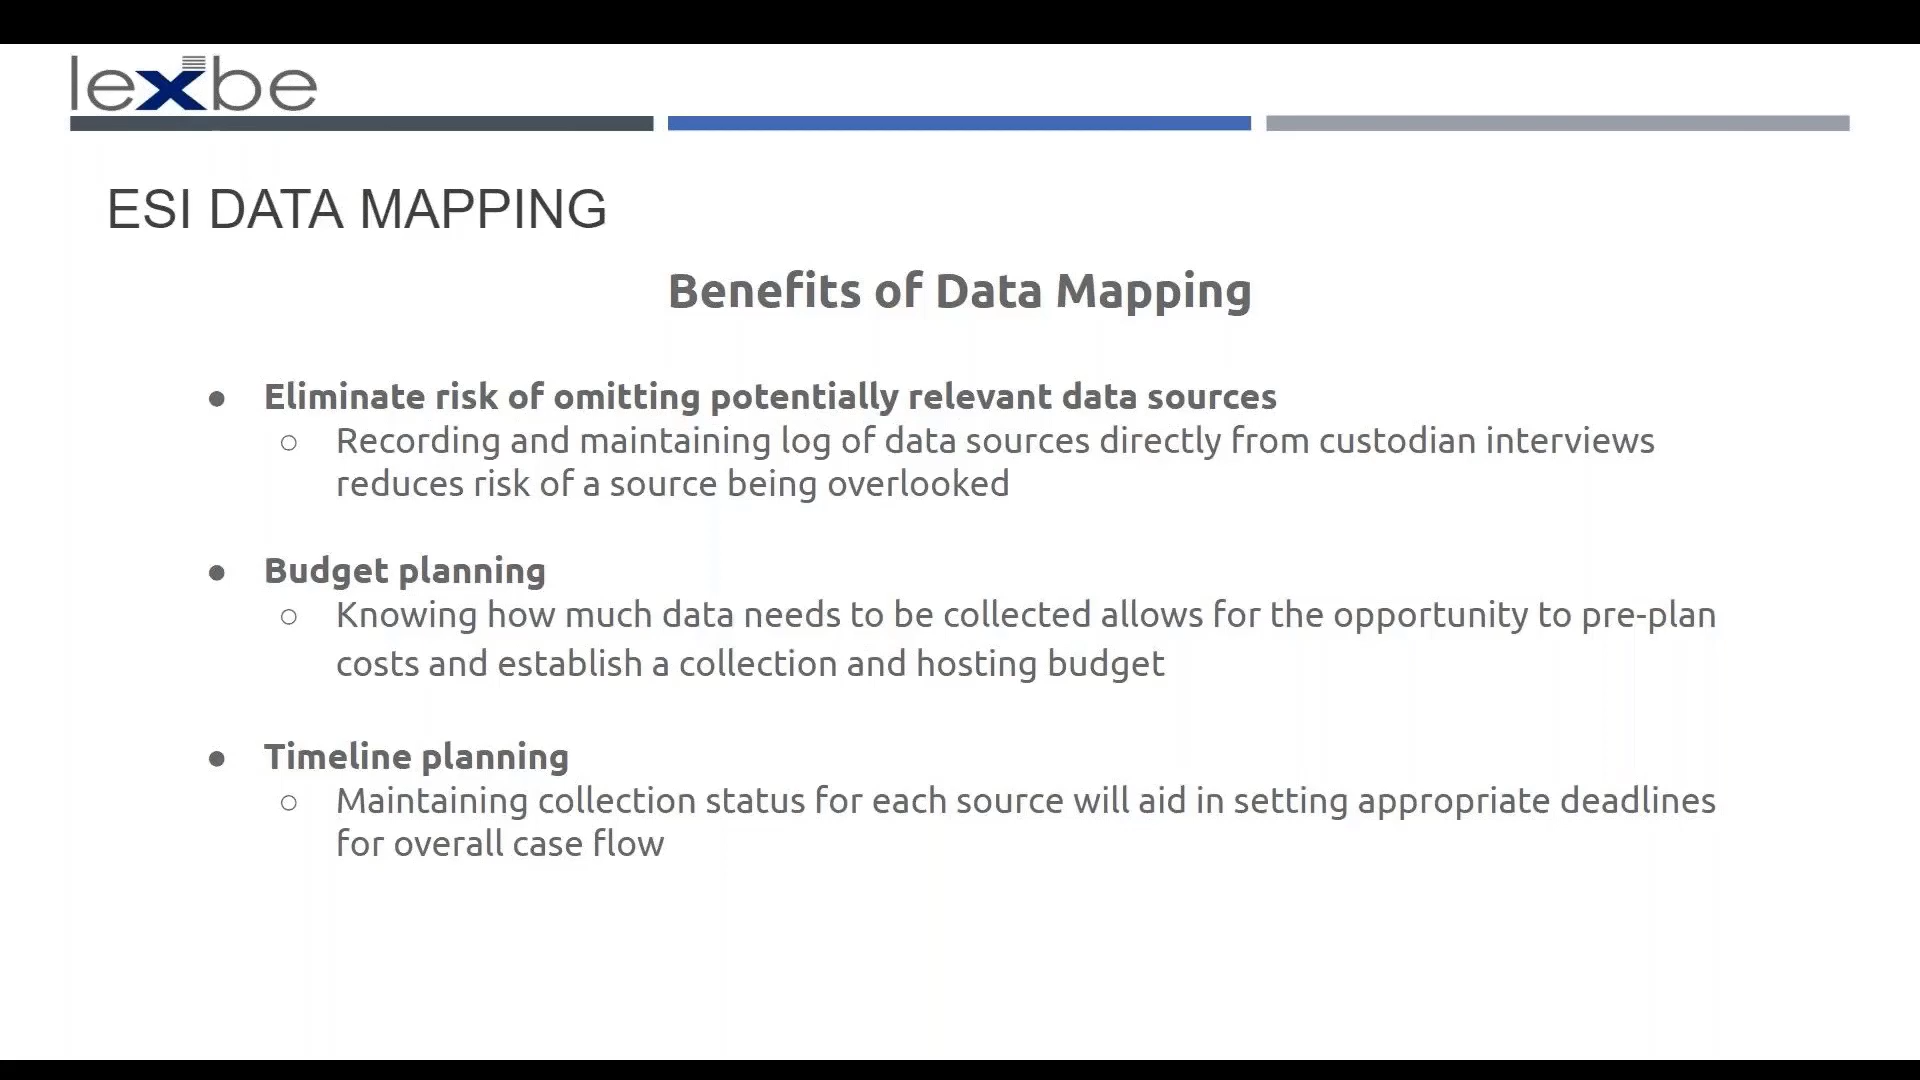 lexbe
ESI DATA MAPPING
Benefits of Data Mapping
● Eliminate risk of omitting potentially relevant data sources
○ Recording and maintaining log of data sources directly from custodian interviews
reduces risk of a source being overlooked
● Budget planning
○ Knowing how much data needs to be collected allows for the opportunity to pre-plan
costs and establish a collection and hosting budget
● Timeline planning
○ Maintaining collection status for each source will aid in setting appropriate deadlines
for overall case flow